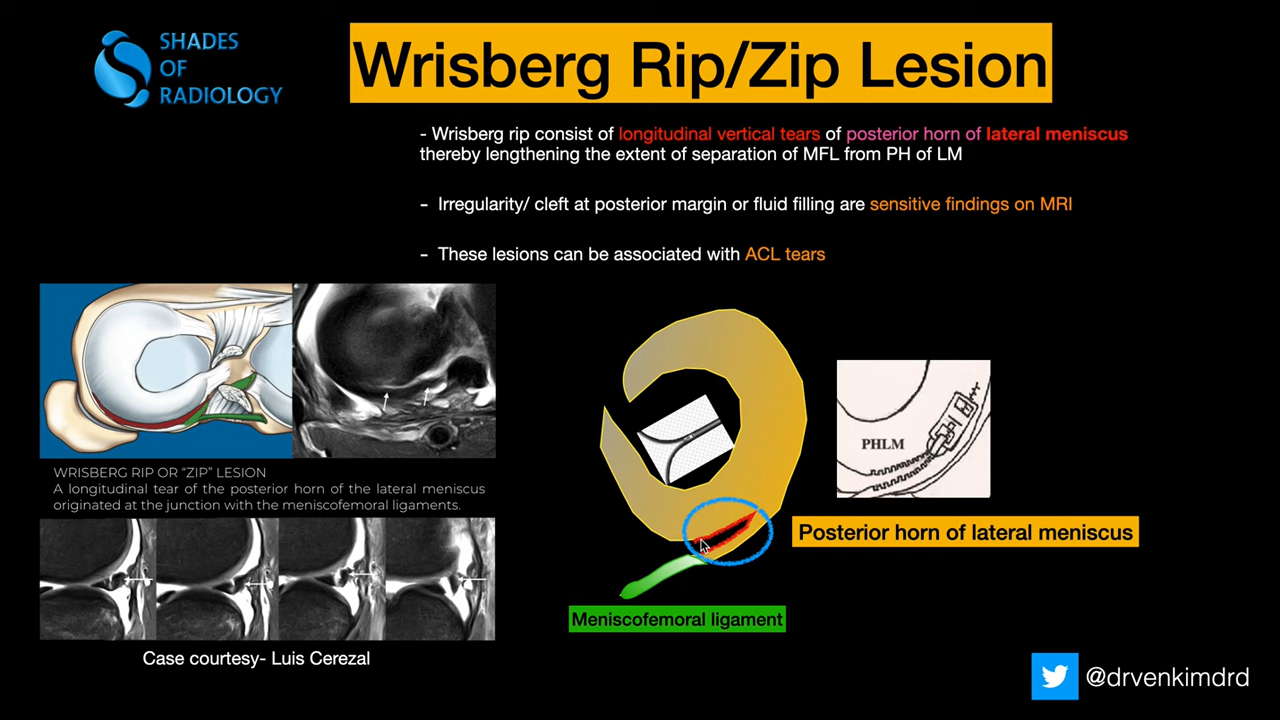 SHADES
OF
RADIOLOGY
Wrisberg Rip/Zip Lesion
- Wrisberg rip consist of longitudinal vertical tears of posterior horn of lateral meniscus
thereby lengthening the extent of separation of MFL from PH of LM
- Irregularity/ cleft at posterior margin or fluid filling are sensitive findings on MRI
- These lesions can be associated with ACL tears
WRISBERG RIP OR “ZIP” LESION
A longitudinal tear of the posterior horn of the lateral meniscus
originated at the junction with the meniscofemoral ligaments.
Case courtesy- Luis Cerezal
PHLM
Posterior horn of lateral meniscus
Meniscofemoral ligament
@drvenkimdrd